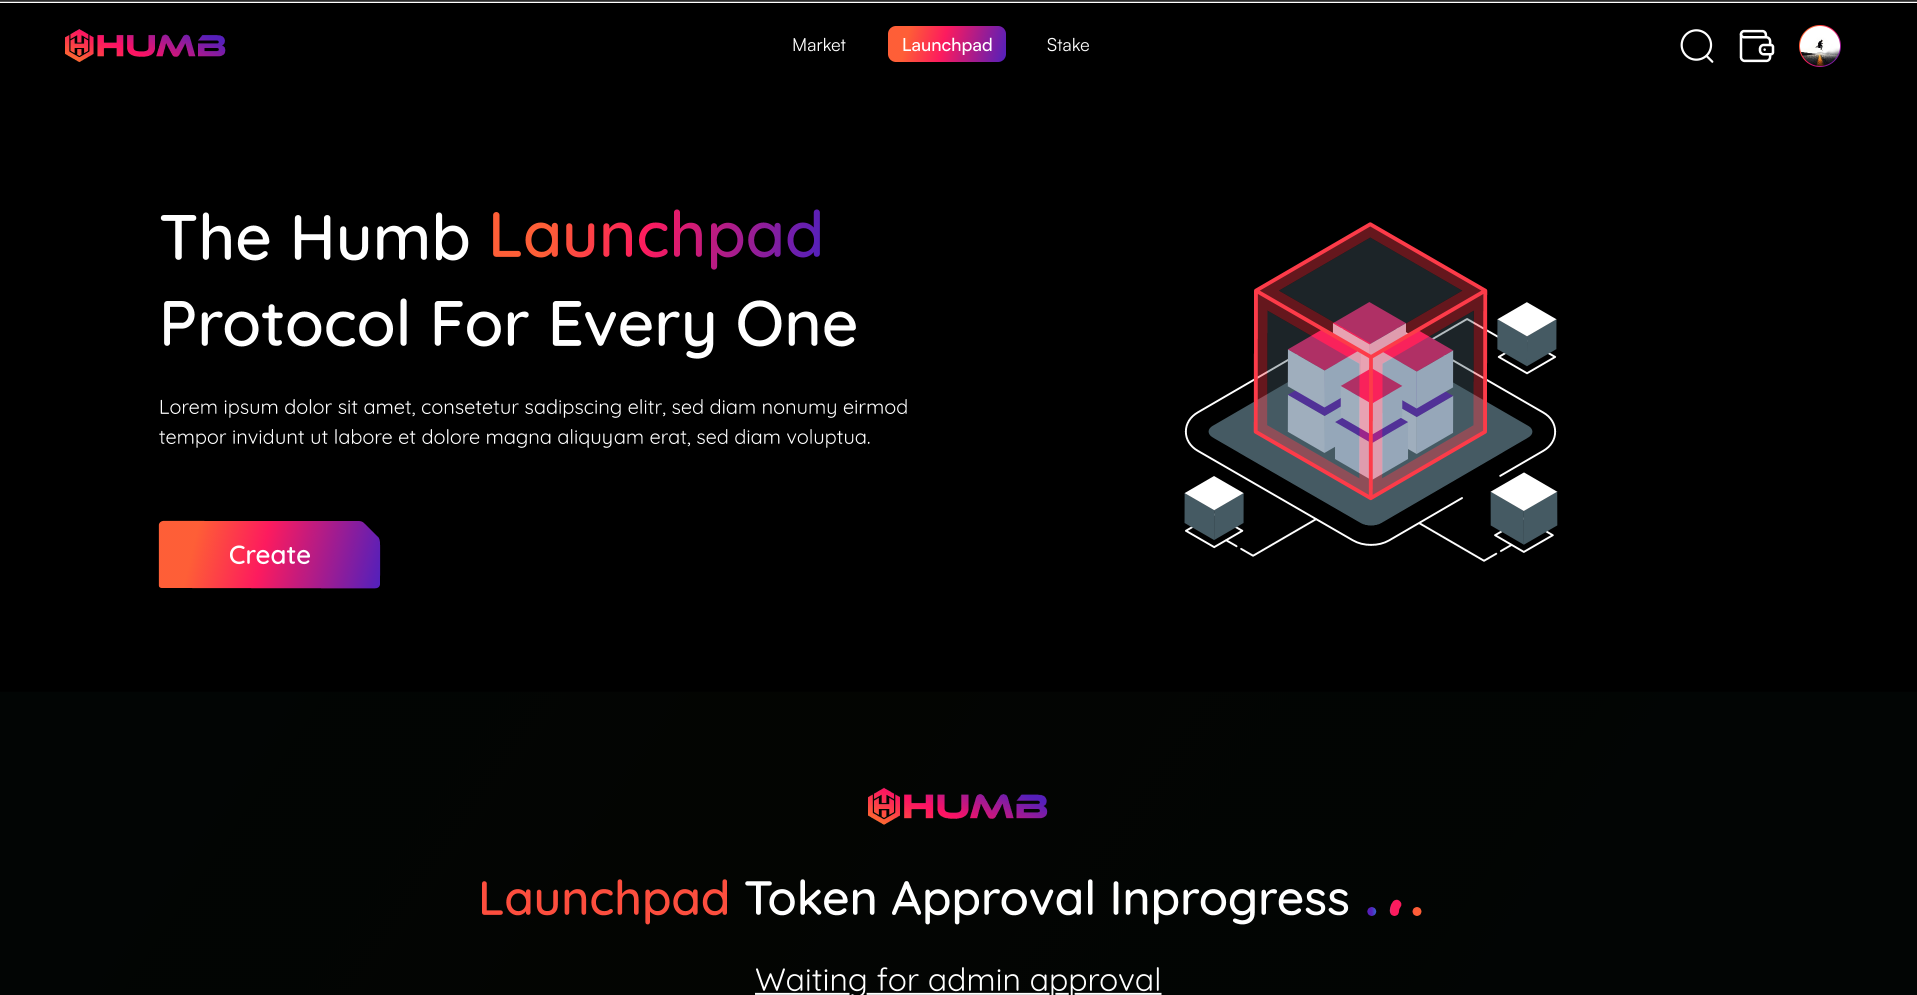 HUMB
Market
Launchpad
Stake
The Humb Launchpad
Protocol For Every One
Lorem ipsum dolor sit amet, consetetur sadipscing elitr, sed diam nonumy eirmod
tempor invidunt ut labore et dolore magna aliquyam erat, sed diam voluptua.
Create
HUMB
Launchpad Token Approval Inprogress ...
Waiting for admin approval